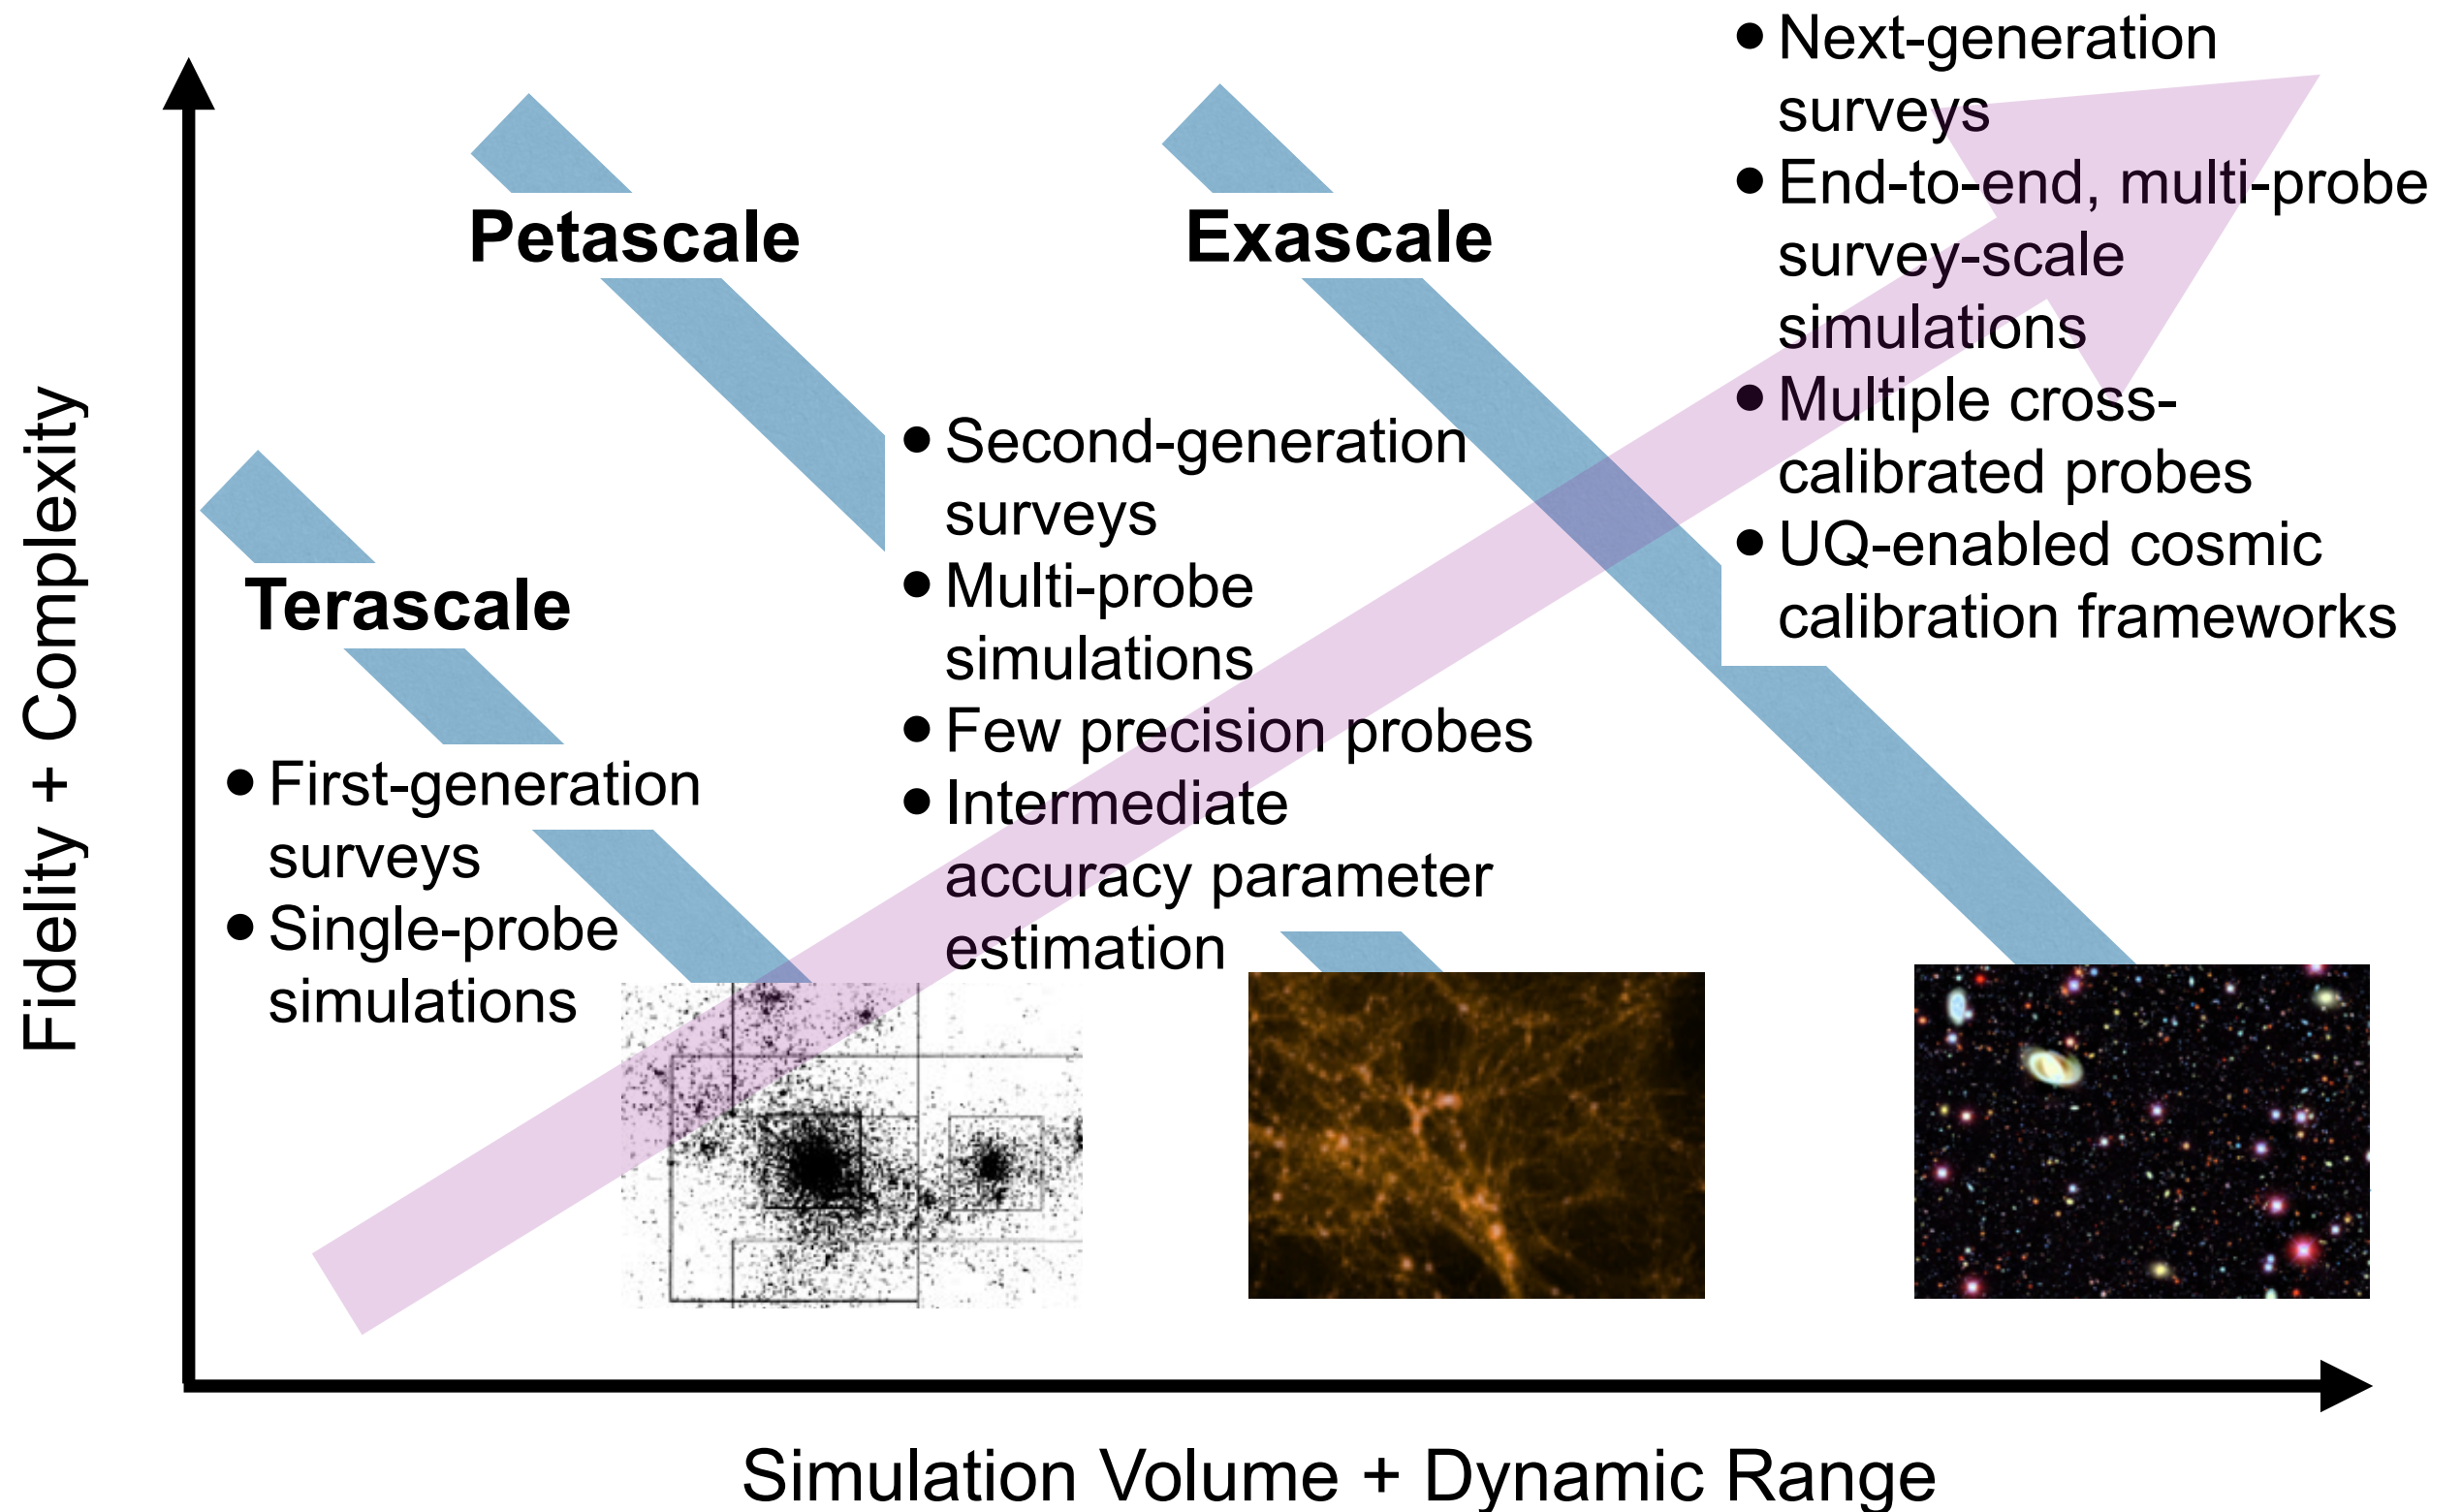 Fidelity + Complexity
Terascale
● First-generation
surveys
● Single-probe
simulations
Petascale
● Second-generation
surveys
● Multi-probe
simulations
● Few precision probes
● Intermediate
accuracy parameter
estimation
Exascale
● Next-generation
surveys
● End-to-end, multi-probe
survey-scale
simulations
● Multiple cross-
calibrated probes
● UQ-enabled cosmic
calibration frameworks
Simulation Volume + Dynamic Range